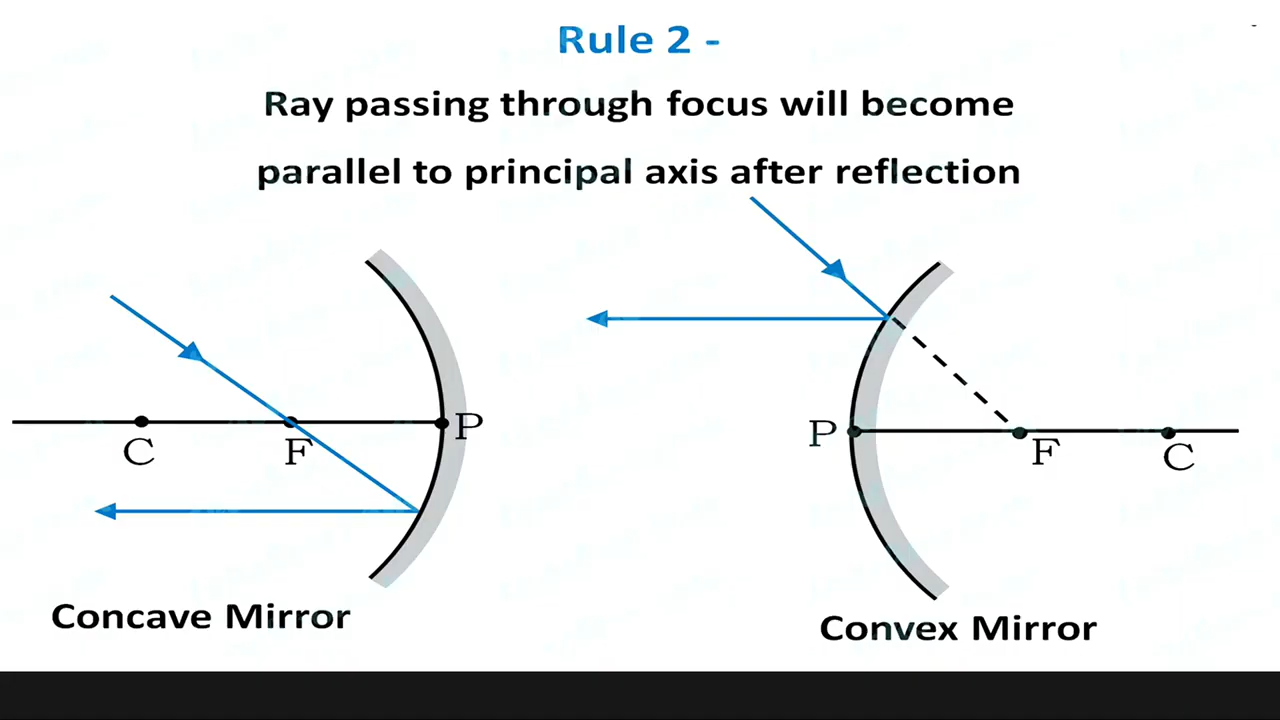 Rule 2 -
Ray passing through focus will become
parallel to principal axis after reflection
C
F
P
P
F
C
Concave Mirror
Convex Mirror